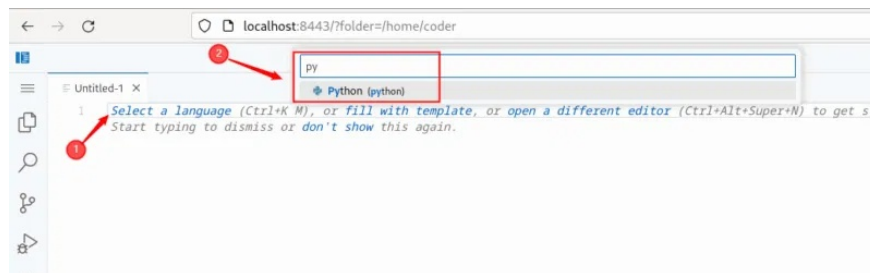 localhost:8443/?folder=/home/coder
2
py
Python (python)
Untitled-1
1
Select a language (Ctrl+K M), or fill with template, or open a different editor (Ctrl+Alt+Super+N) to get s
Start typing to dismiss or don't show this again.
1